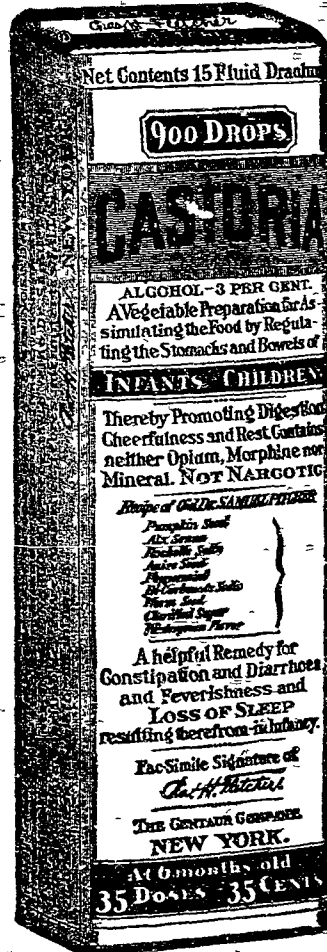 Net Contents 15 Fluid Drachm
900 DROPS
CASTORIA
ALCOHOL-3 PER CENT.
A Vegetable Preparation for As-
similating the Food by Regula-
ting the Stomachs and Bowels of
INFANTS CHILDREN
Thereby Promoting Digestion
Cheerfulness and Rest. Contains
neither Opium, Morphine nor
Mineral. NOT NARCOTIC
Recipe of Old Dr. SAMUEL PITCHER
Pumpkin Seed
Alx Senna
Rochelle Salts
Anise Seed
Peppermint
Bi Carbonate Soda
Worm Seed
Clarified Sugar
Wintergreen Flavor
A helpful Remedy for
Constipation and Diarrhoea
and Feverishness and
LOSS OF SLEEP
resulting therefrom in Infancy.
Fac-Simile Signature of
Chas. H. Fletcher.
THE CENTAUR COMPANY
NEW YORK.
At 6 months old
35 DOSES 35 CENTS